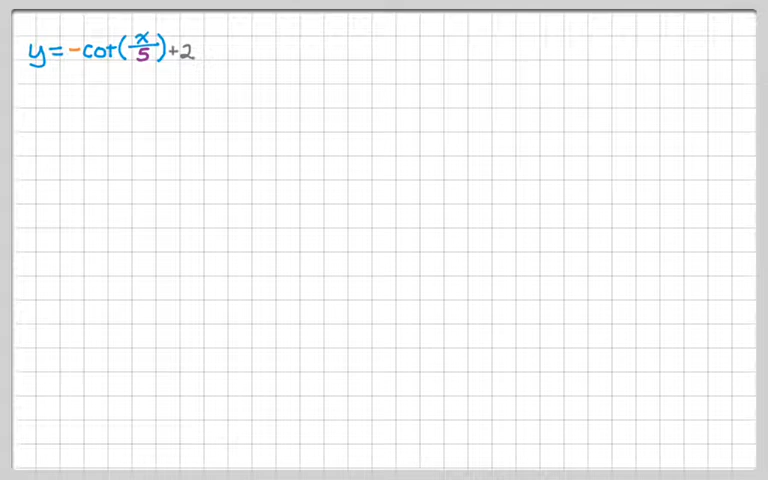 y = -cot(x/5) + 2